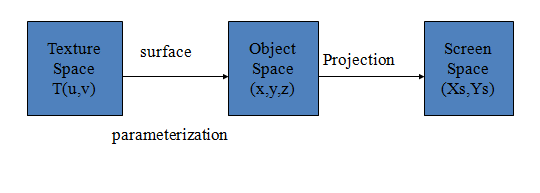 Texture
Space
T(u,v)
surface
parameterization
Object
Space
(x,y,z)
Projection
Screen
Space
(Xs,Ys)